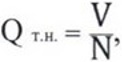 Q т.н. = V/N,